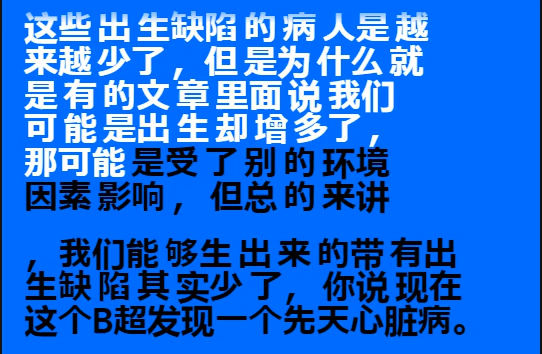 这些出生缺陷的病人是越
来越少了，但是为什么就
是有的文章里面说我们
可能是出生却增多了，
那可能是受了别的环境
因素影响，但总的来讲
，我们能够生出来的带有出
生缺陷其实少了，你说现在
这个B超发现一个先天心脏病。